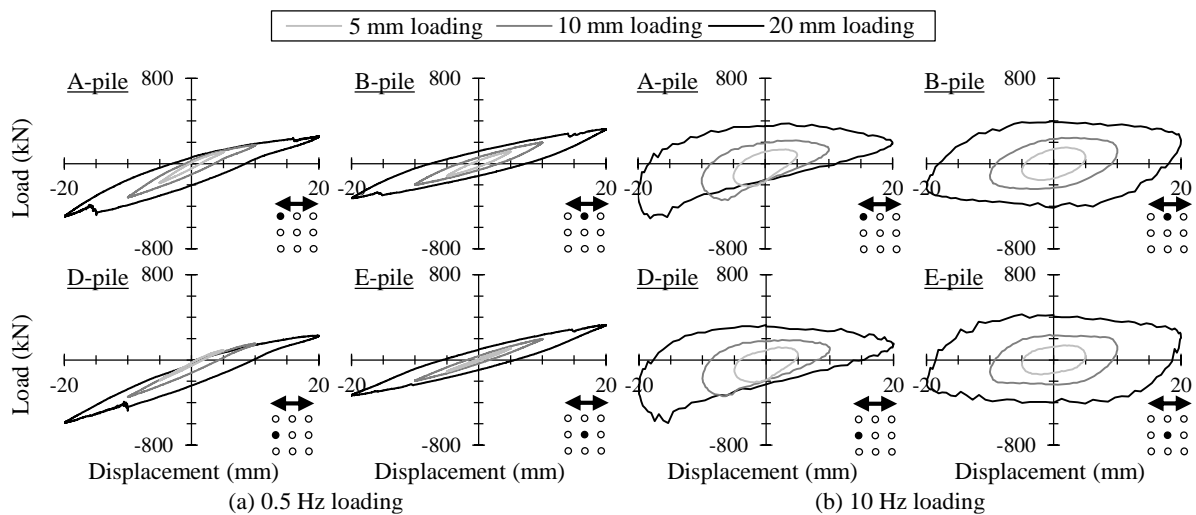 5 mm loading 10 mm loading 20 mm loading
A-pile 800 B-pile 800 A-pile 800 B-pile 800
Load (kN)
-20 20 -20 20 -20 20 -20 20
-800 -800 -800 -800
D-pile 800 E-pile 800 D-pile 800 E-pile 800
Load (kN)
-20 20 -20 20 -20 20 -20 20
-800 -800 -800 -800
Displacement (mm) Displacement (mm) Displacement (mm) Displacement (mm)
(a) 0.5 Hz loading (b) 10 Hz loading